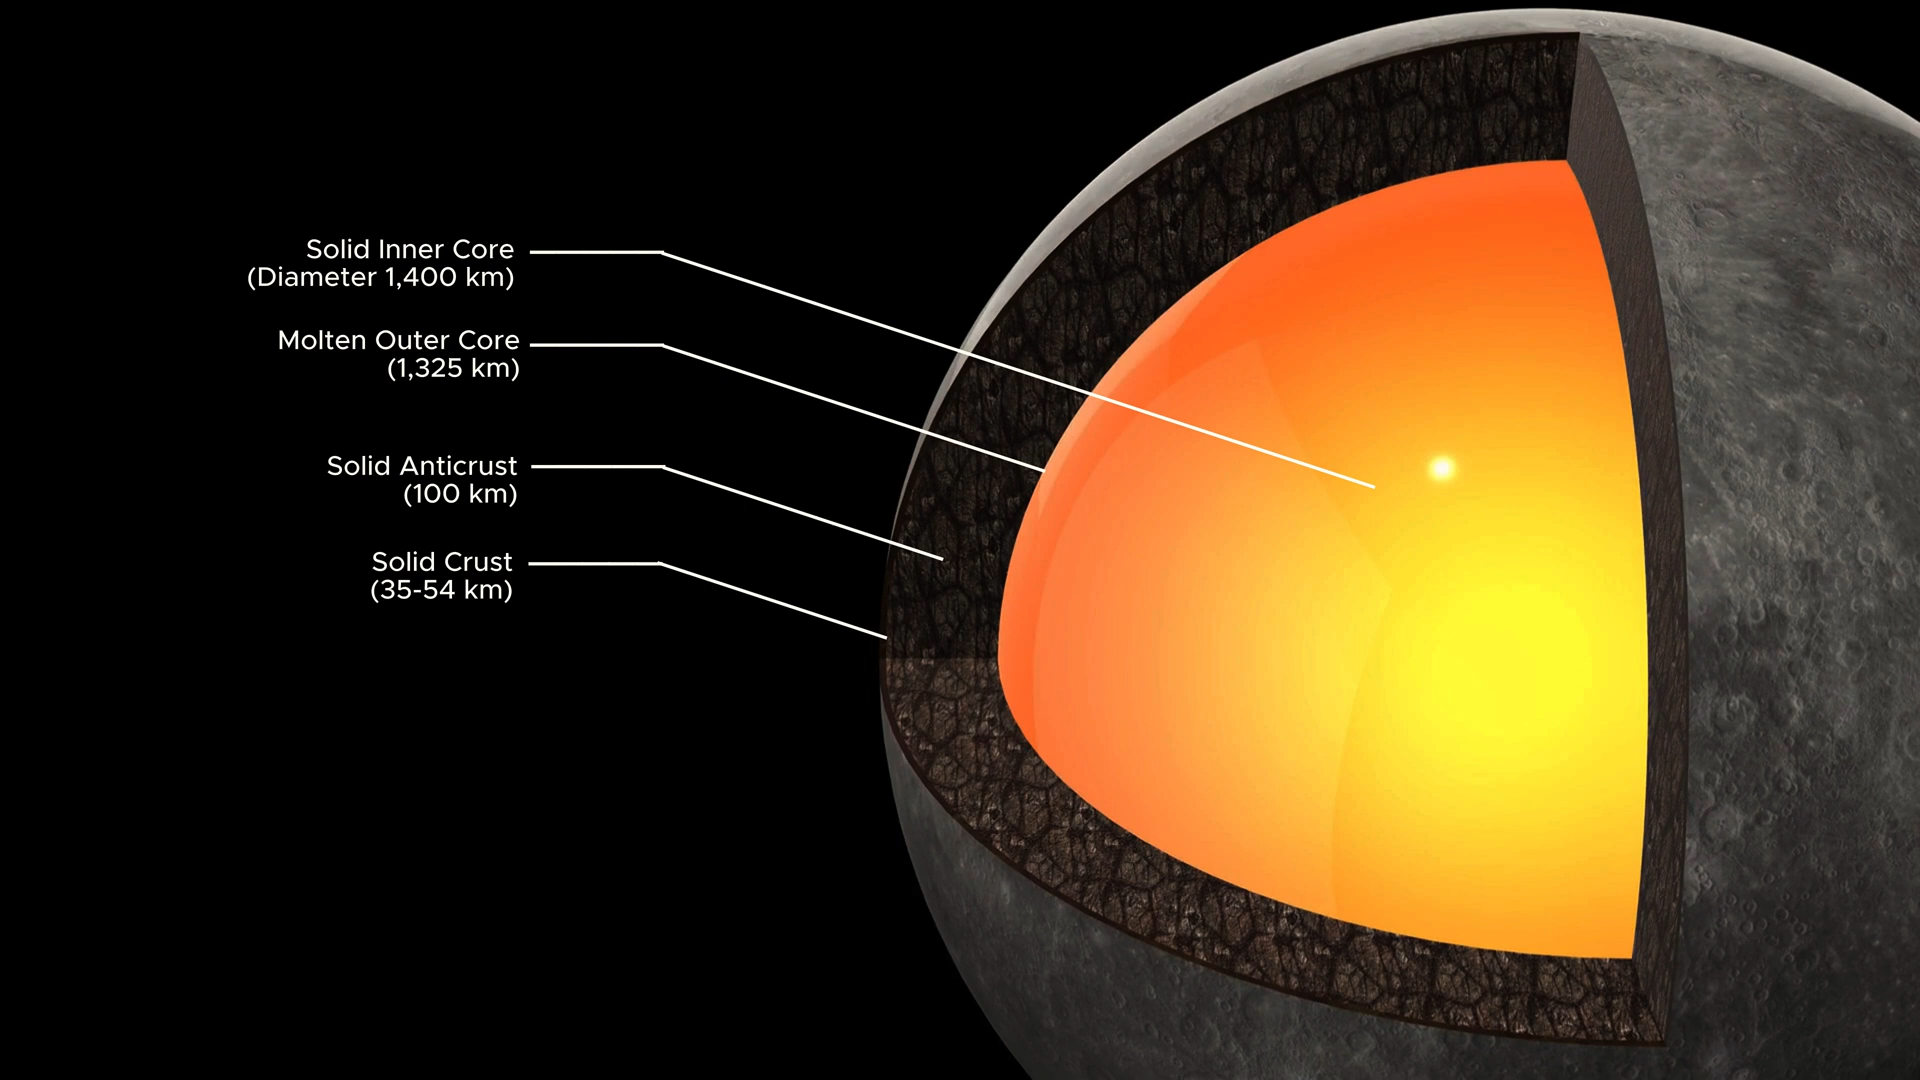 Solid Inner Core
(Diameter 1,400 km)
Molten Outer Core
(1,325 km)
Solid Anticrust
(100 km)
Solid Crust
(35-54 km)